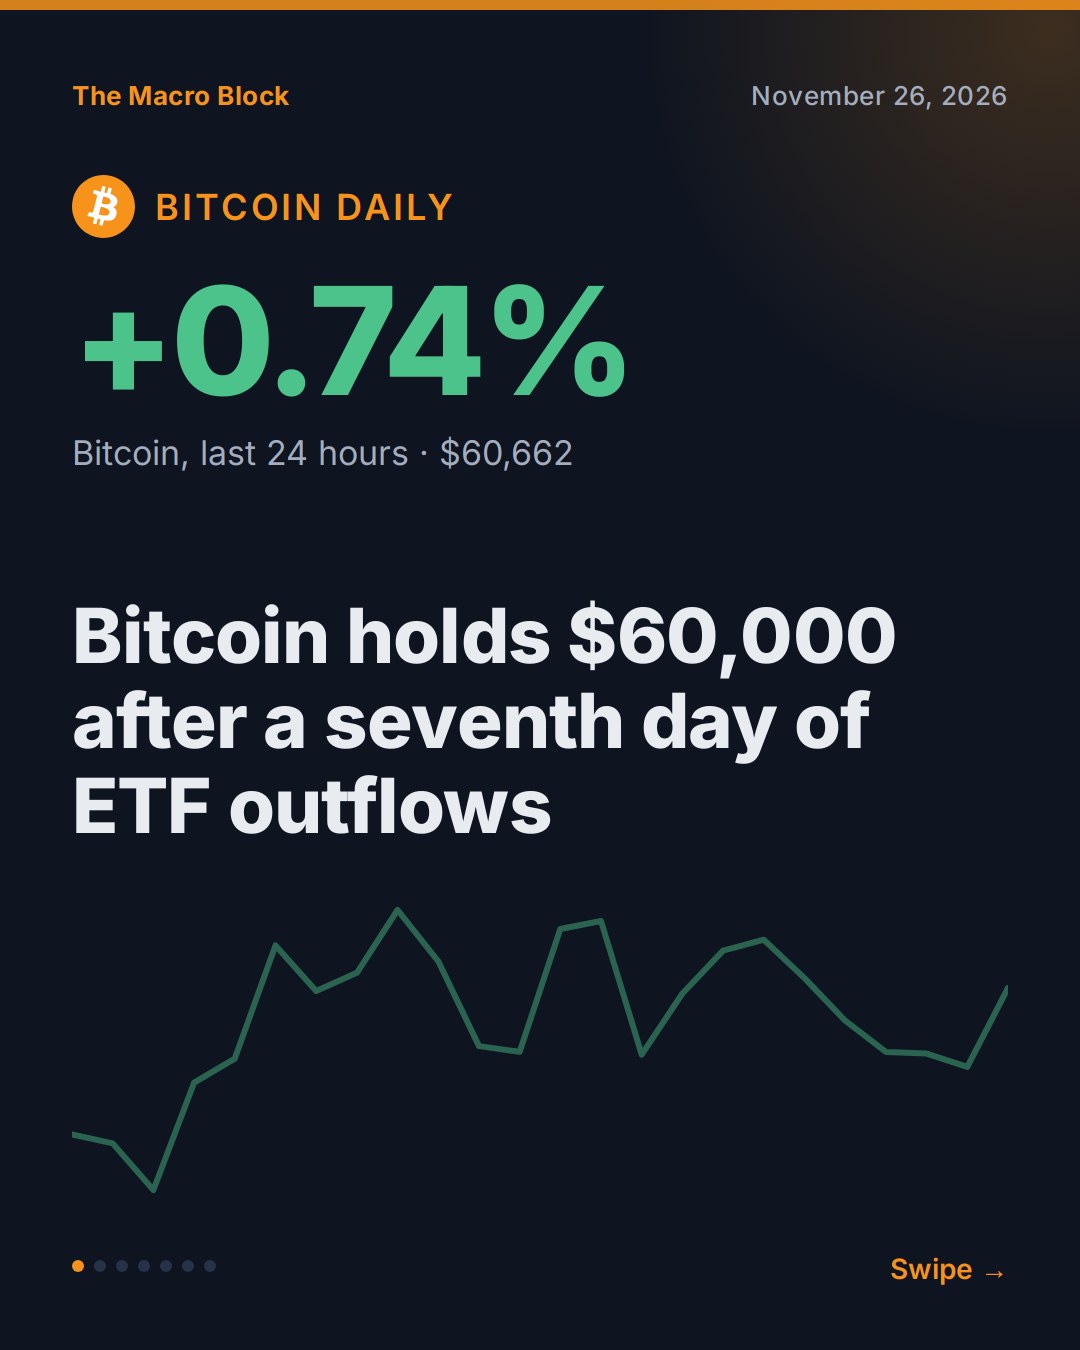 The Macro Block
November 26, 2026
BITCOIN DAILY
+0.74%
Bitcoin, last 24 hours · $60,662
Bitcoin holds $60,000
after a seventh day of
ETF outflows
Swipe →